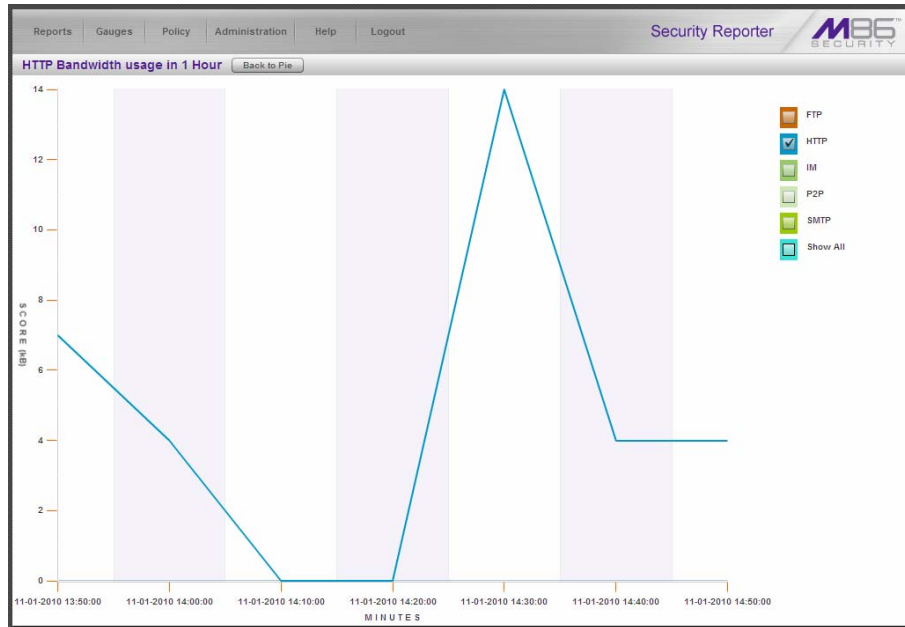 Reports Gauges Policy Administration Help Logout Security Reporter M86™ SECURITY
HTTP Bandwidth usage in 1 Hour Back to Pie
14
12
10
8
6
4
2
0
SCORE (kB)
FTP
HTTP
IM
P2P
SMTP
Show All
11-01-2010 13:50:00 11-01-2010 14:00:00 11-01-2010 14:10:00 11-01-2010 14:20:00 11-01-2010 14:30:00 11-01-2010 14:40:00 11-01-2010 14:50:00
MINUTES